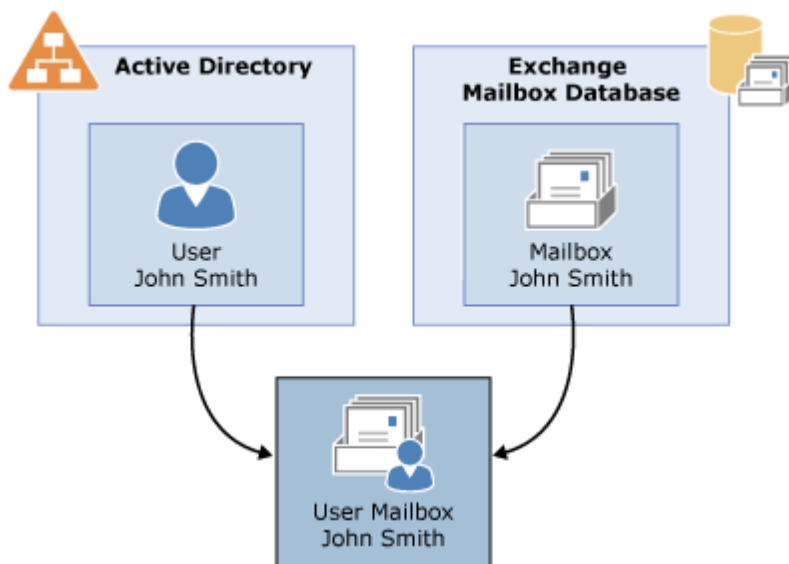 Active Directory
Exchange
Mailbox Database
User
John Smith
Mailbox
John Smith
User Mailbox
John Smith